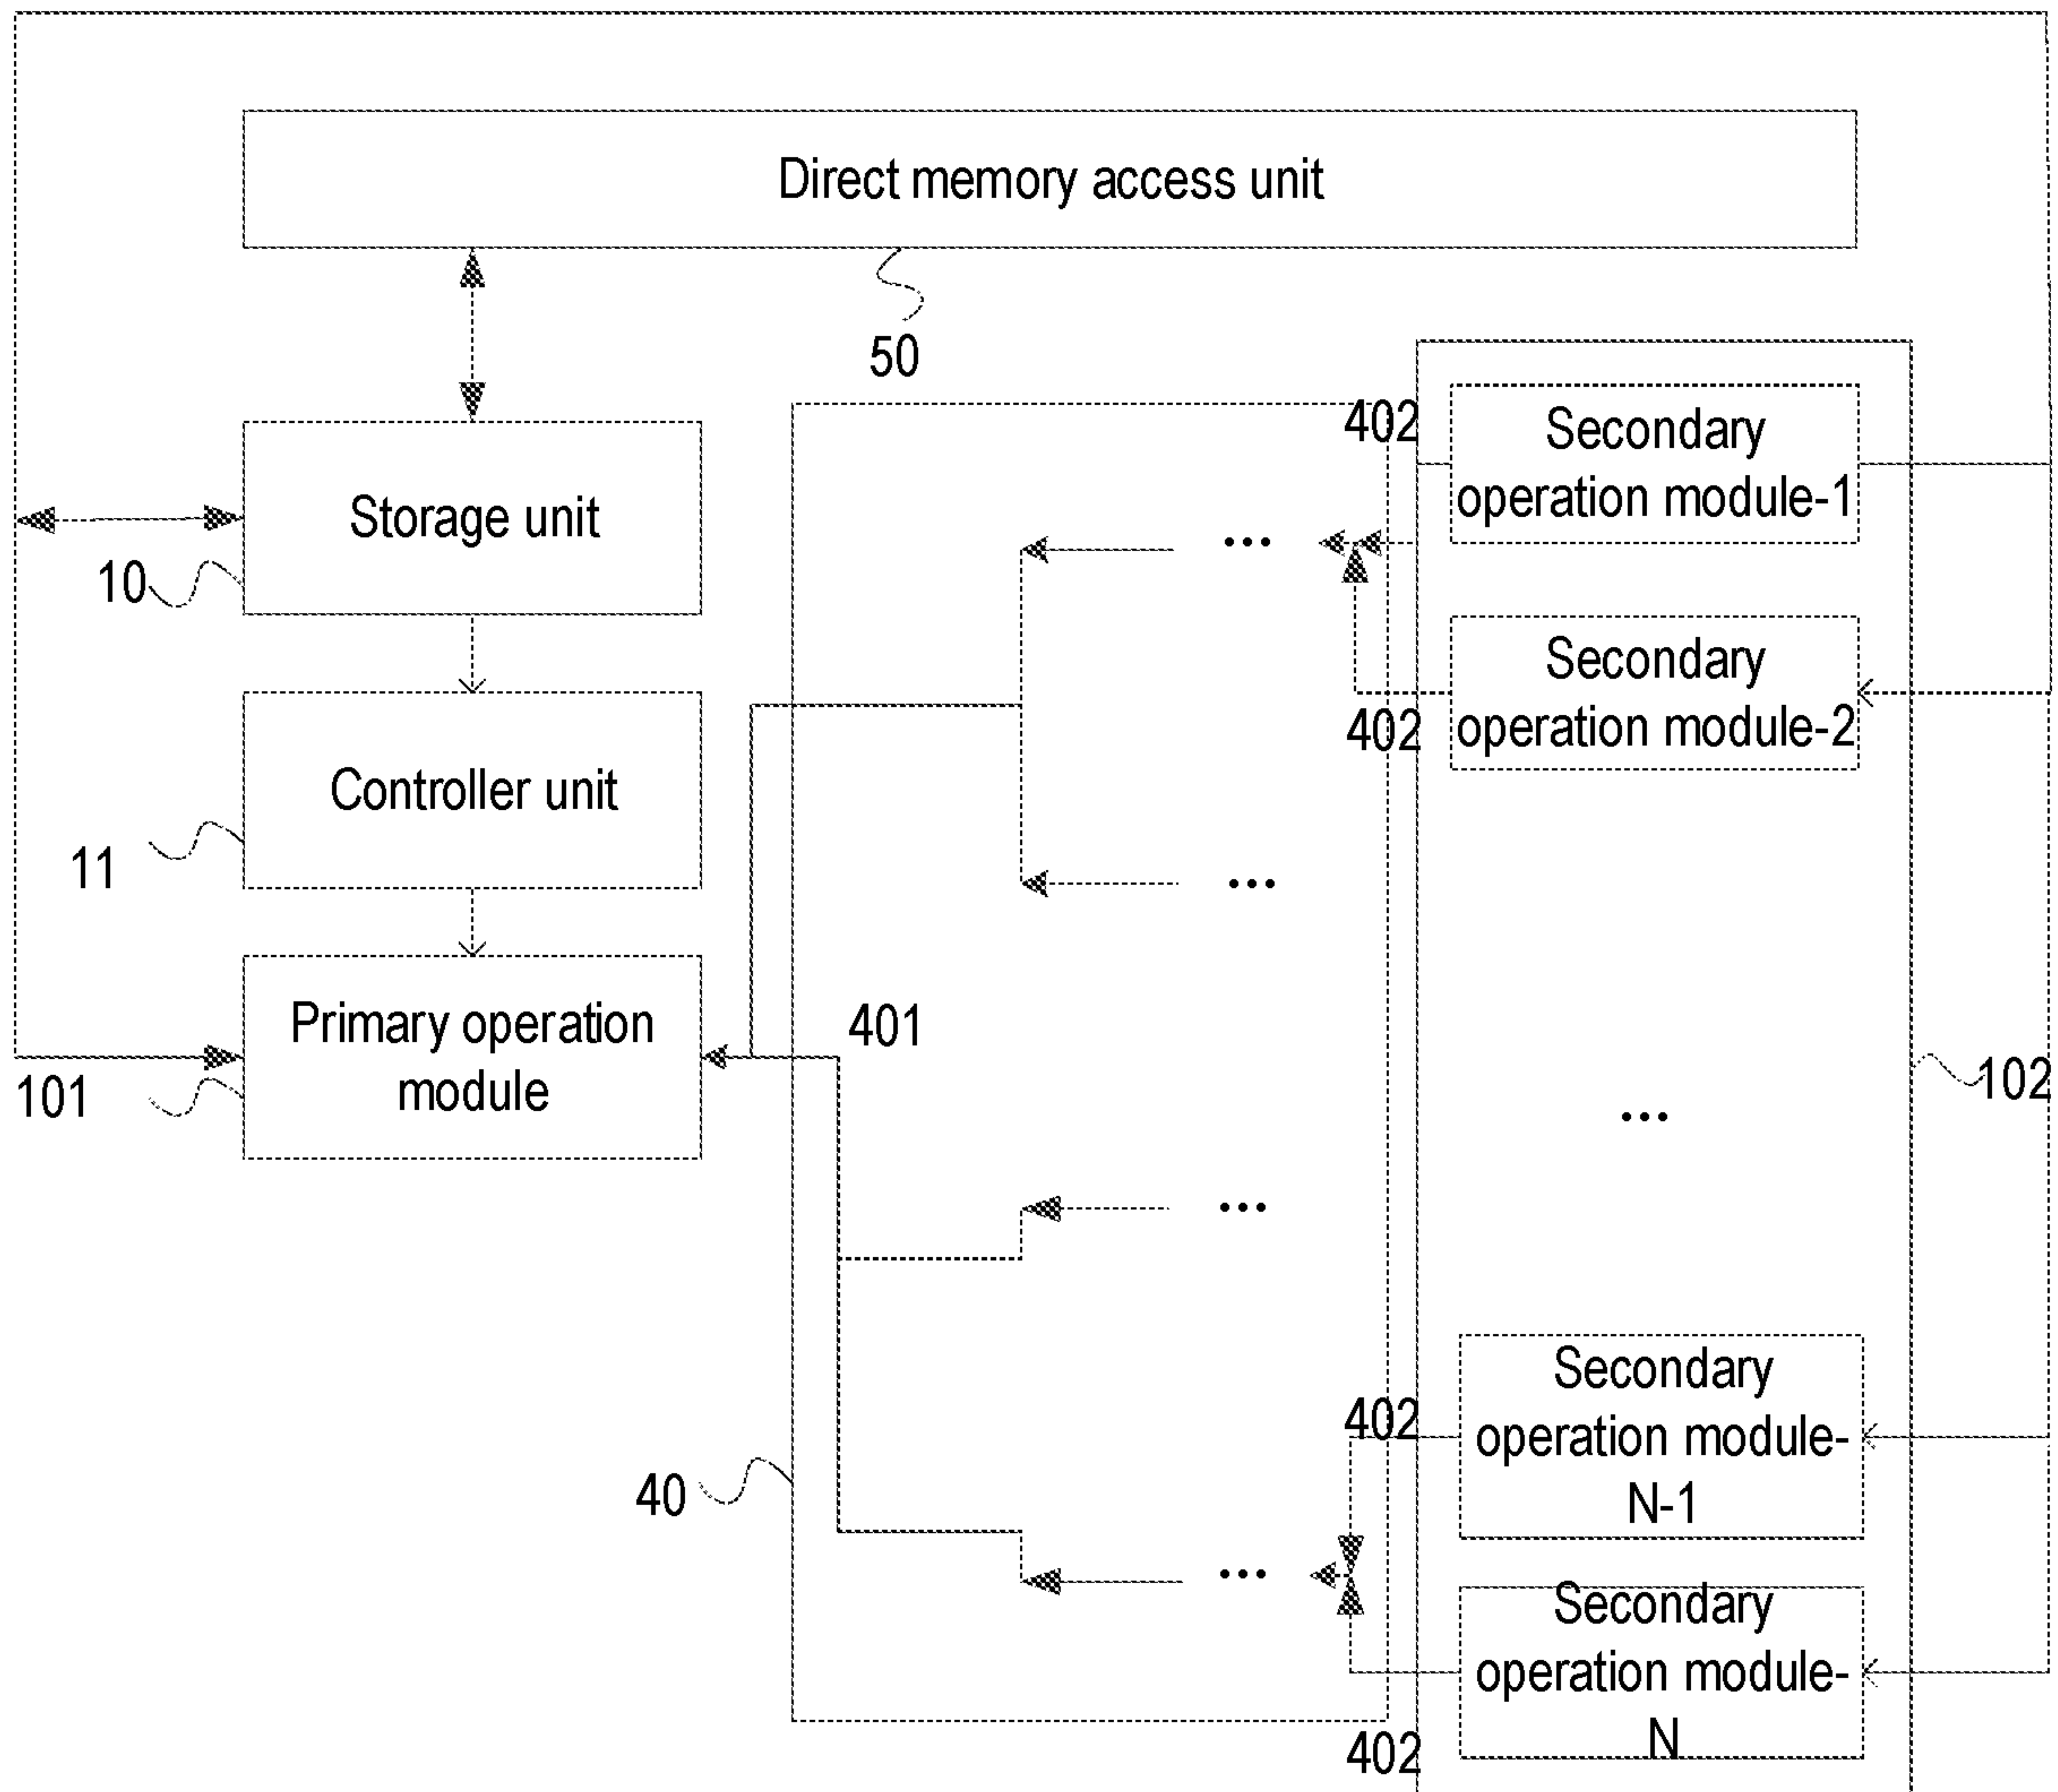 Direct memory access unit
50
402
Secondary
operation module-1
Storage unit
10
...
Secondary
operation module-2
402
Controller unit
11
...
Primary operation
module
401
101
102
...
...
Secondary
operation module-
N-1
402
40
...
Secondary
operation module-
N
402